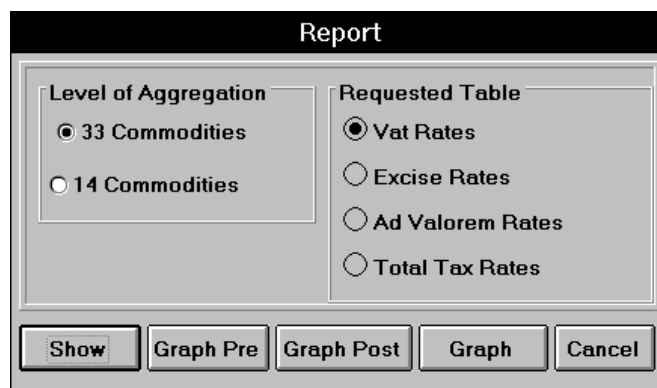 Report
Level of Aggregation
33 Commodities
14 Commodities
Requested Table
Vat Rates
Excise Rates
Ad Valorem Rates
Total Tax Rates
Show
Graph Pre
Graph Post
Graph
Cancel